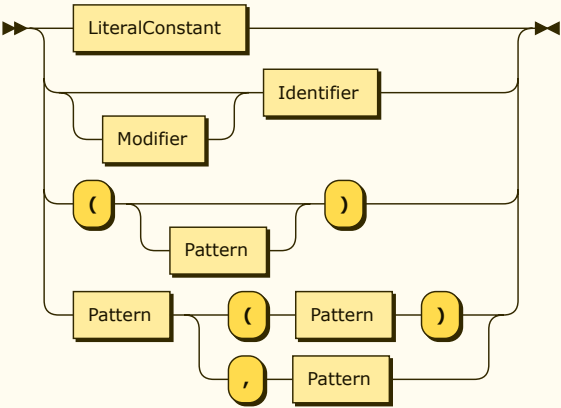 LiteralConstant
Identifier
Modifier
( )
Pattern
Pattern ( Pattern )
, Pattern